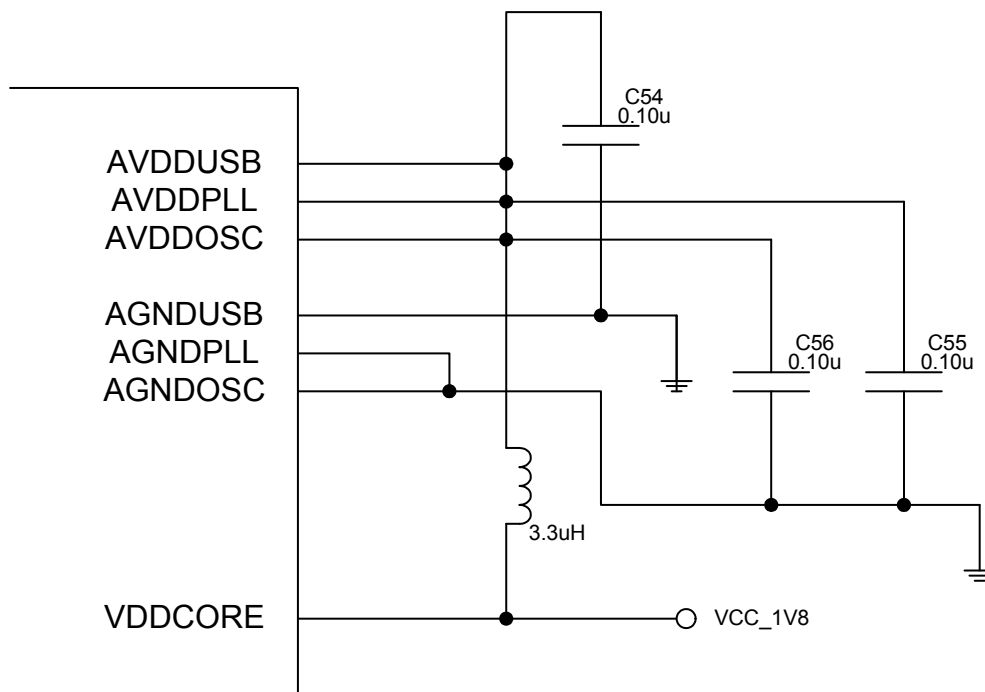 C54
0.10u
AVDDUSB
AVDDPLL
AVDDOSC
AGNDUSB
AGNDPLL
AGNDOSC
C56
0.10u
C55
0.10u
3.3uH
VDDCORE
VCC_1V8